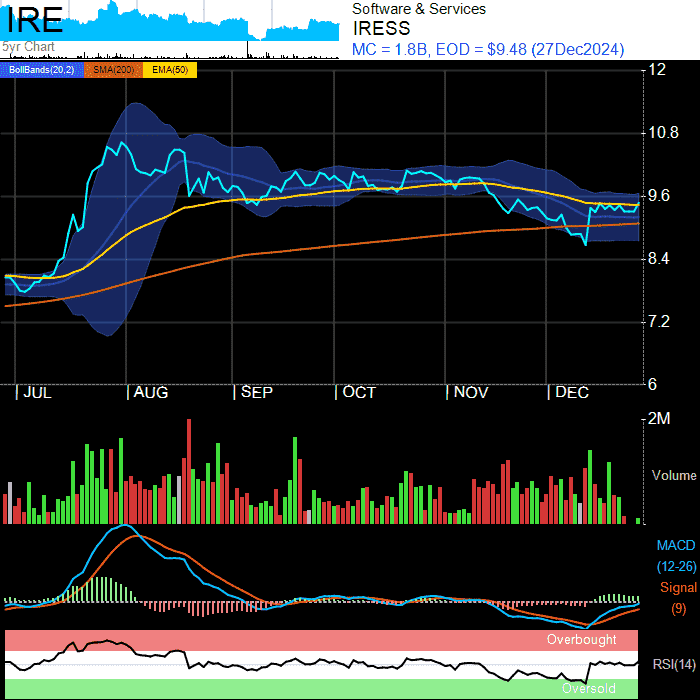 IRE
5yr Chart
Software & Services
IRESS
MC = 1.8B, EOD = $9.48 (27Dec2024)
BollBands(20,2) SMA(200) EMA(50)
12
10.8
9.6
8.4
7.2
6
JUL AUG SEP OCT NOV DEC
2M
Volume
MACD
(12-26)
Signal
(9)
Overbought
RSI(14)
Oversold